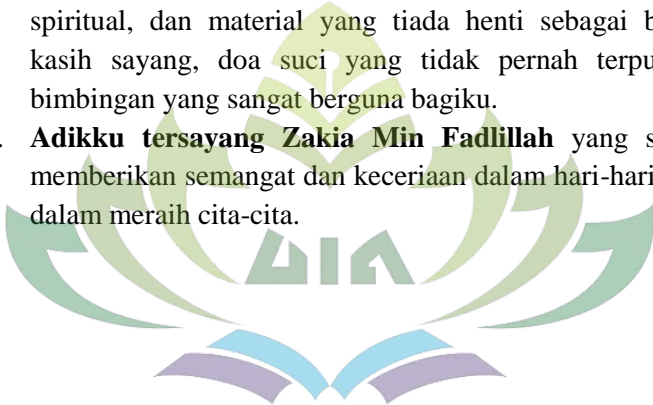 spiritual, dan material yang tiada henti sebagai b
kasih sayang, doa suci yang tidak pernah terpu
bimbingan yang sangat berguna bagiku.
. Adikku tersayang Zakia Min Fadlillah yang s
memberikan semangat dan keceriaan dalam hari-hari
dalam meraih cita-cita.
UIN